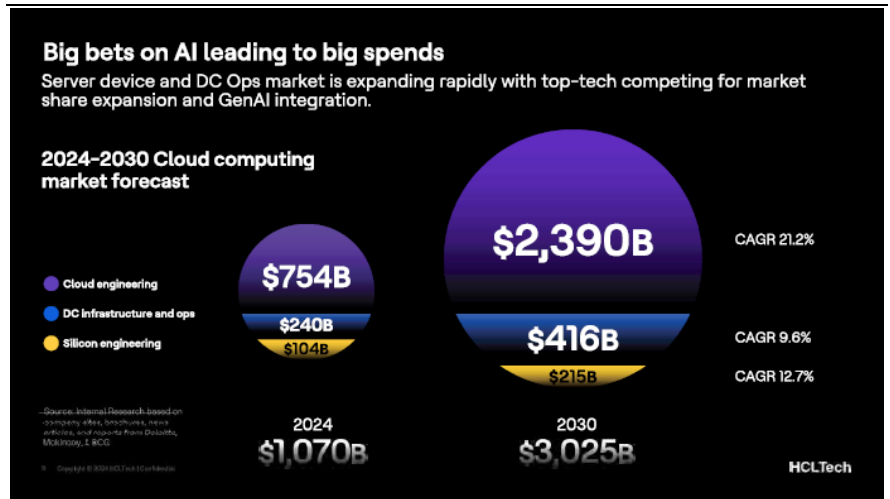 Big bets on AI leading to big spends
Server device and DC Ops market is expanding rapidly with top-tech competing for market
share expansion and GenAI integration.
2024-2030 Cloud computing
market forecast
Cloud engineering
DC infrastructure and ops
Silicon engineering
$754B
$240B
$104B
$2,390B
$416B
$215B
CAGR 21.2%
CAGR 9.6%
CAGR 12.7%
2024
$1,070B
2030
$3,025B
Source: Internal Research based on
company sites, brochures, news
articles, and reports from Deloitte,
McKinsey, & BCG
Copyright © 2024 HCLTech | Confidential
HCLTech